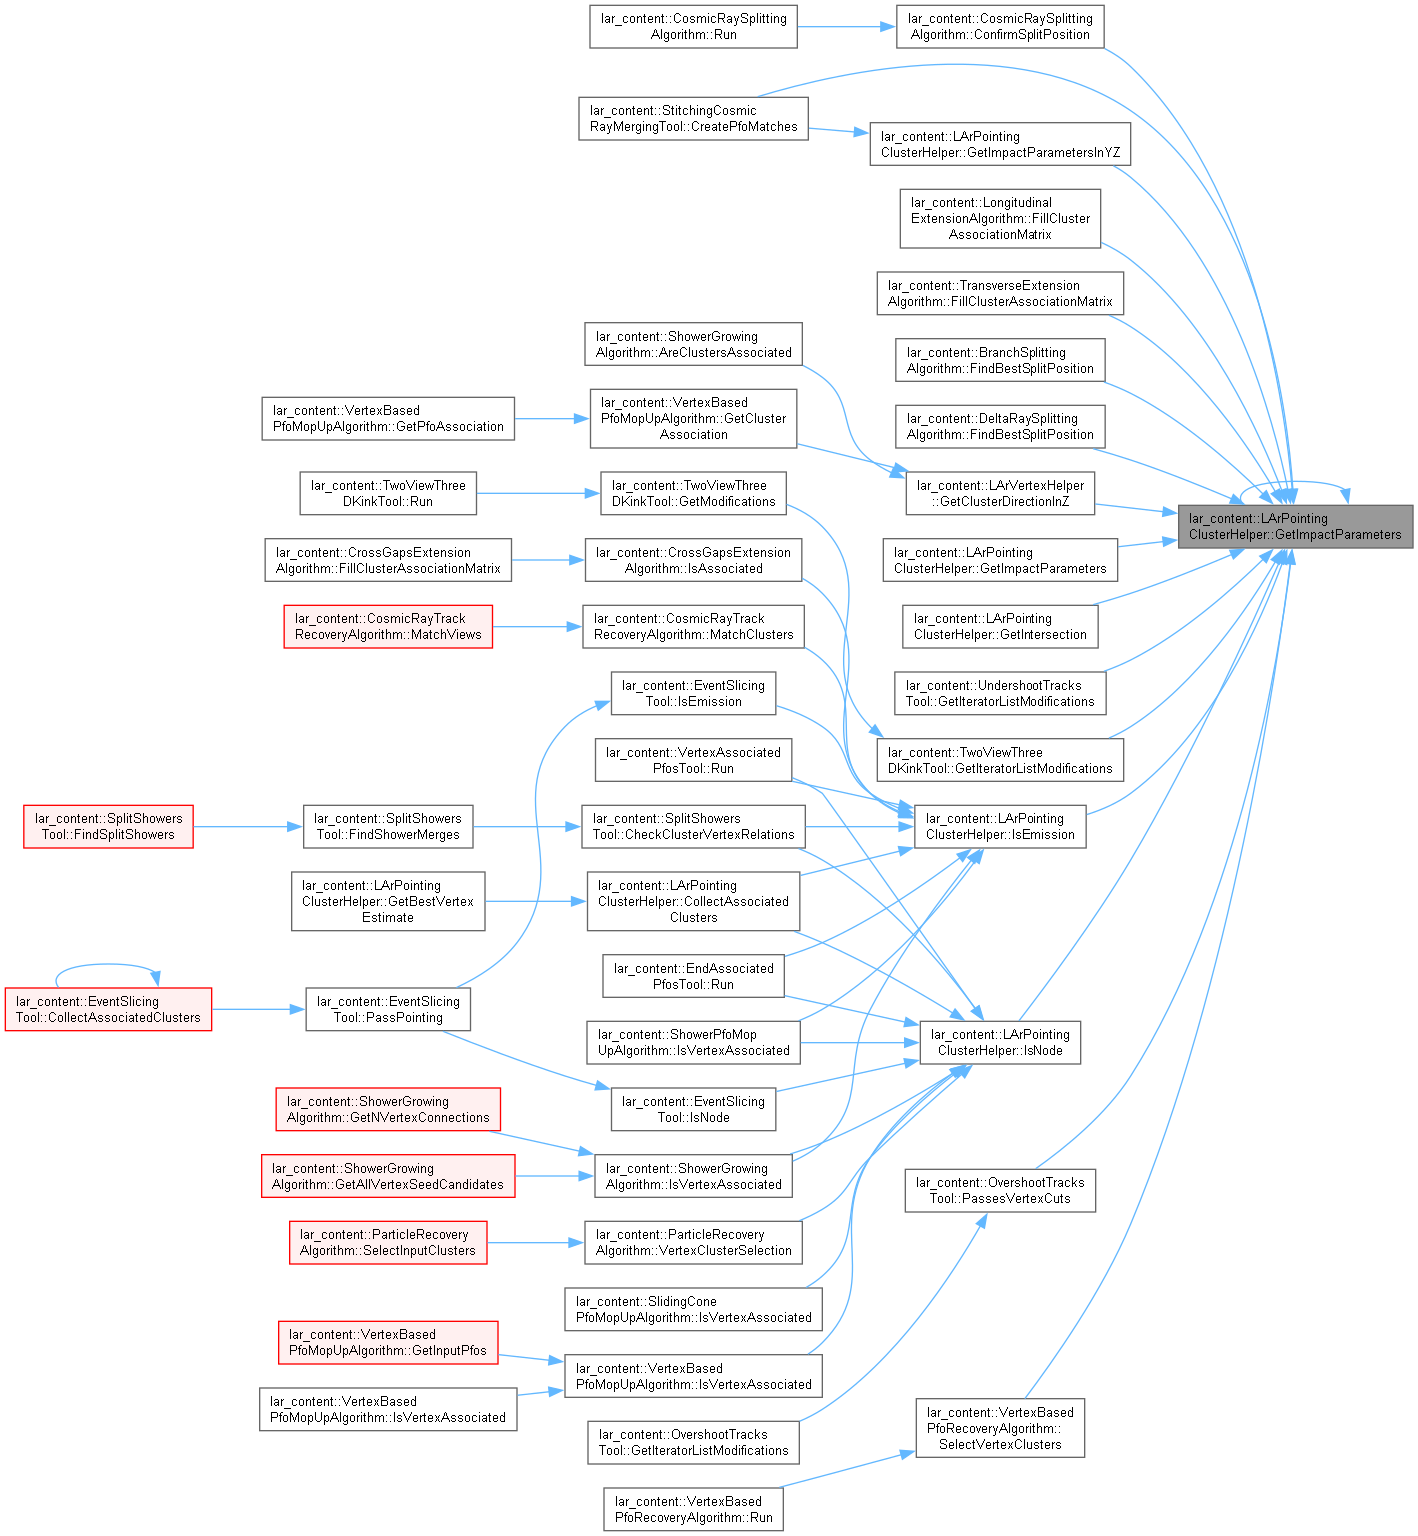 lar_content::CosmicRaySplitting
Algorithm::Run
lar_content::CosmicRaySplitting
Algorithm::ConfirmSplitPosition
lar_content::StitchingCosmic
RayMergingTool::CreatePfoMatches
lar_content::LArPointing
ClusterHelper::GetImpactParametersInYZ
lar_content::Longitudinal
ExtensionAlgorithm::FillCluster
AssociationMatrix
lar_content::TransverseExtension
Algorithm::FillClusterAssociationMatrix
lar_content::ShowerGrowing
Algorithm::AreClustersAssociated
lar_content::BranchSplitting
Algorithm::FindBestSplitPosition
lar_content::VertexBased
PfoMopUpAlgorithm::GetPfoAssociation
lar_content::VertexBased
PfoMopUpAlgorithm::GetCluster
Association
lar_content::DeltaRaySplitting
Algorithm::FindBestSplitPosition
lar_content::TwoViewThree
DKinkTool::Run
lar_content::TwoViewThree
DKinkTool::GetModifications
lar_content::LArVertexHelper
::GetClusterDirectionInZ
lar_content::LArPointing
ClusterHelper::GetImpactParameters
lar_content::CrossGapsExtension
Algorithm::FillClusterAssociationMatrix
lar_content::CrossGapsExtension
Algorithm::IsAssociated
lar_content::LArPointing
ClusterHelper::GetImpactParameters
lar_content::CosmicRayTrack
RecoveryAlgorithm::MatchViews
lar_content::CosmicRayTrack
RecoveryAlgorithm::MatchClusters
lar_content::LArPointing
ClusterHelper::GetIntersection
lar_content::EventSlicing
Tool::IsEmission
lar_content::UndershootTracks
Tool::GetIteratorListModifications
lar_content::VertexAssociated
PfosTool::Run
lar_content::TwoViewThree
DKinkTool::GetIteratorListModifications
lar_content::SplitShowers
Tool::FindSplitShowers
lar_content::SplitShowers
Tool::FindShowerMerges
lar_content::SplitShowers
Tool::CheckClusterVertexRelations
lar_content::LArPointing
ClusterHelper::IsEmission
lar_content::LArPointing
ClusterHelper::GetBestVertex
Estimate
lar_content::LArPointing
ClusterHelper::CollectAssociated
Clusters
lar_content::EndAssociated
PfosTool::Run
lar_content::EventSlicing
Tool::CollectAssociatedClusters
lar_content::EventSlicing
Tool::PassPointing
lar_content::ShowerPfoMop
UpAlgorithm::IsVertexAssociated
lar_content::LArPointing
ClusterHelper::IsNode
lar_content::ShowerGrowing
Algorithm::GetNVertexConnections
lar_content::EventSlicing
Tool::IsNode
lar_content::ShowerGrowing
Algorithm::GetAllVertexSeedCandidates
lar_content::ShowerGrowing
Algorithm::IsVertexAssociated
lar_content::OvershootTracks
Tool::PassesVertexCuts
lar_content::ParticleRecovery
Algorithm::SelectInputClusters
lar_content::ParticleRecovery
Algorithm::VertexClusterSelection
lar_content::SlidingCone
PfoMopUpAlgorithm::IsVertexAssociated
lar_content::VertexBased
PfoMopUpAlgorithm::GetInputPfos
lar_content::VertexBased
PfoMopUpAlgorithm::IsVertexAssociated
lar_content::VertexBased
PfoMopUpAlgorithm::IsVertexAssociated
lar_content::OvershootTracks
Tool::GetIteratorListModifications
lar_content::VertexBased
PfoRecoveryAlgorithm::
SelectVertexClusters
lar_content::VertexBased
PfoRecoveryAlgorithm::Run